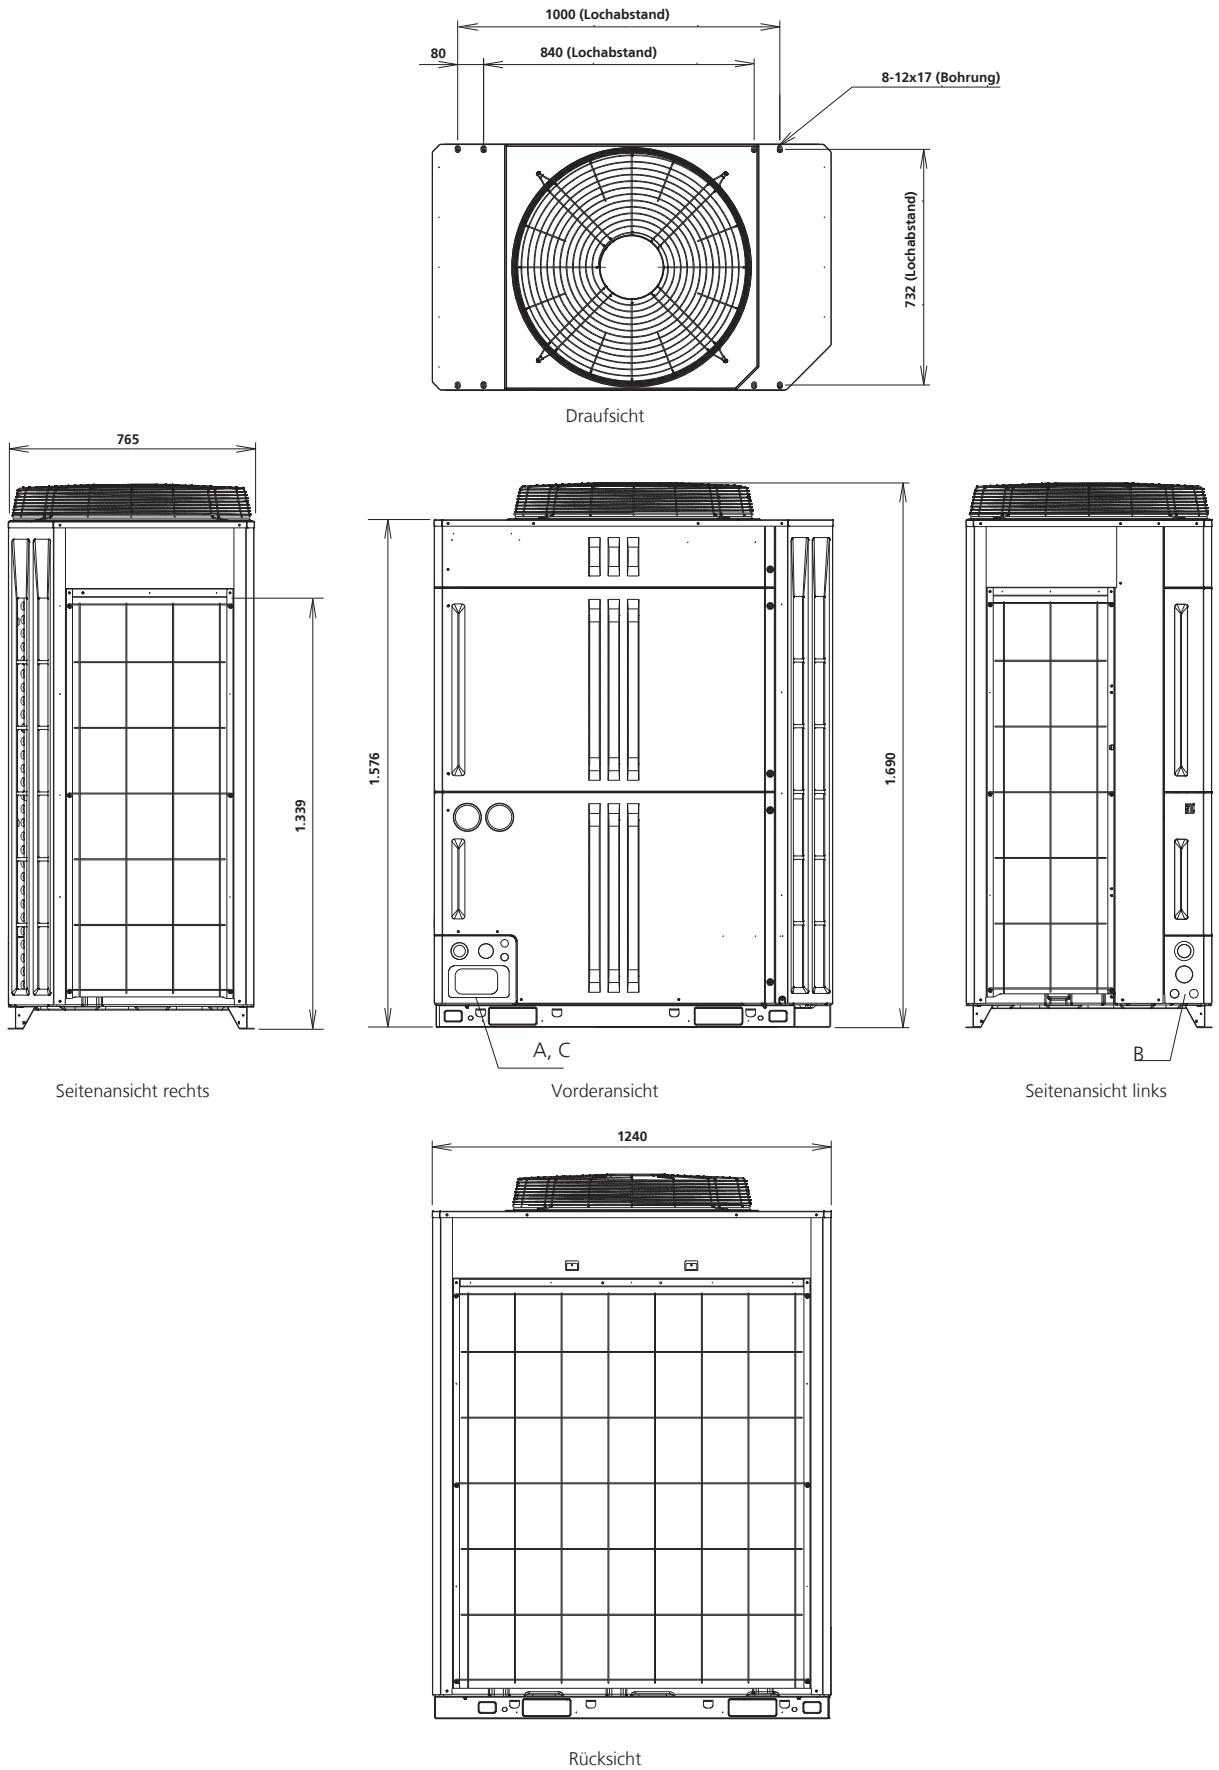 1000 (Lochabstand)
80
840 (Lochabstand)
8-12x17 (Bohrung)
732 (Lochabstand)
Draufsicht
765
1.339
1.576
1.690
A, C
B
Seitenansicht rechts
Vorderansicht
Seitenansicht links
1240
Rücksicht